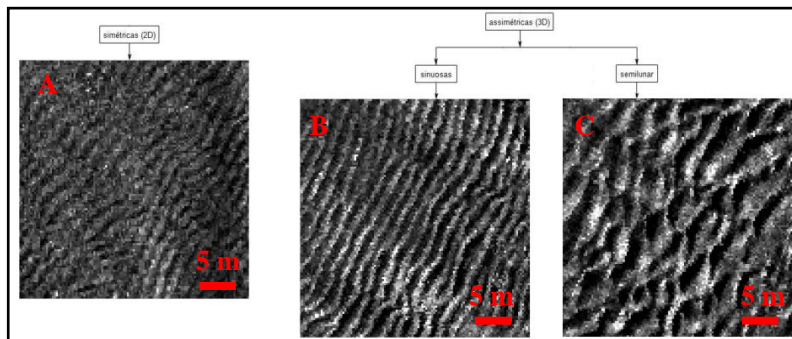 simétricas (2D)
assimétricas (3D)
sinuosas
semilunar
A
B
C
5 m
5 m
5 m